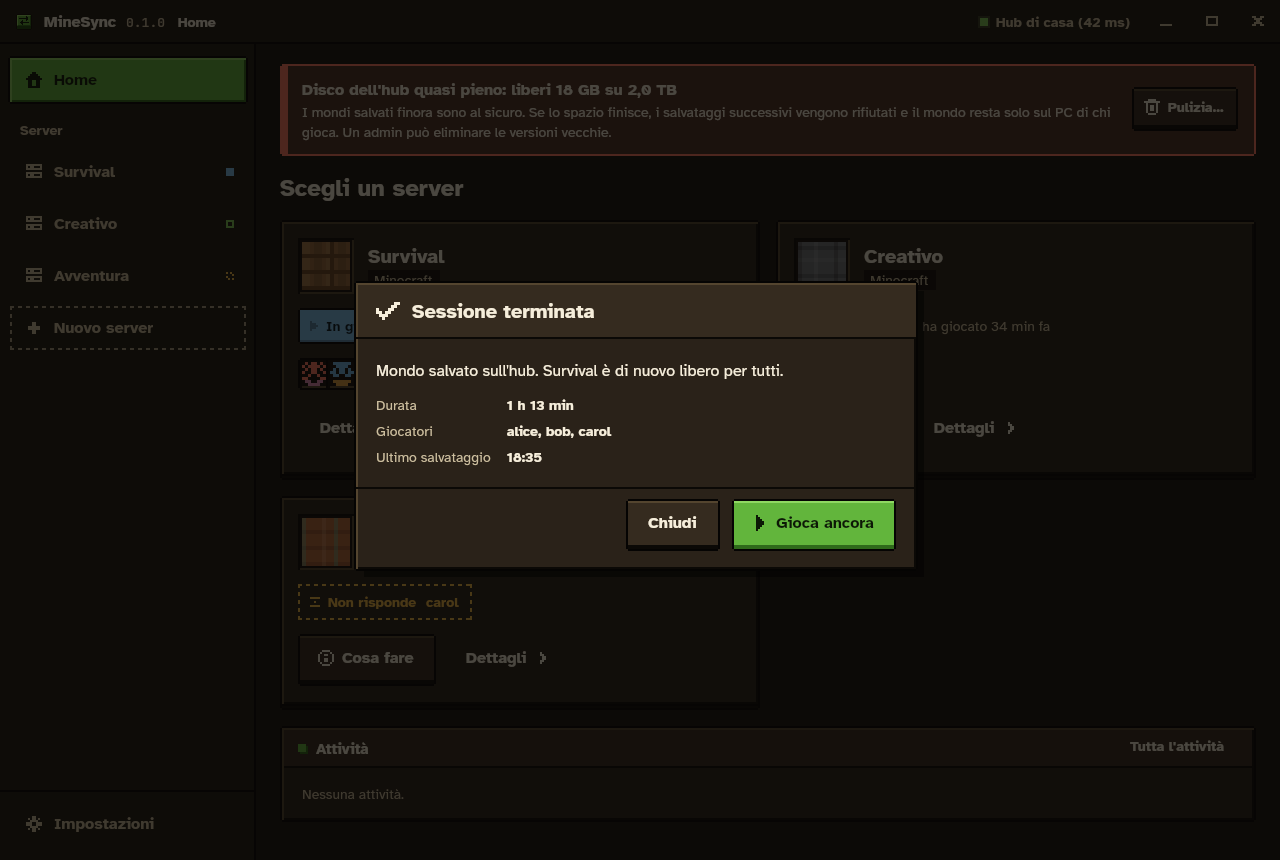 MineSync 0.1.0 Home
Hub di casa (42 ms)
Home
Server
Survival
Creativo
Avventura
Nuovo server
Impostazioni
Disco dell'hub quasi pieno: liberi 18 GB su 2,0 TB
I mondi salvati finora sono al sicuro. Se lo spazio finisce, i salvataggi successivi vengono rifiutati e il mondo resta solo sul PC di chi
gioca. Un admin può eliminare le versioni vecchie.
Pulizia...
Scegli un server
Survival
Minecraft
In g
Dett
Creativo
Minecraft
ha giocato 34 min fa
Dettagli
Sessione terminata
Mondo salvato sull'hub. Survival è di nuovo libero per tutti.
Durata 1 h 13 min
Giocatori alice, bob, carol
Ultimo salvataggio 18:35
Chiudi
Gioca ancora
Non risponde carol
Cosa fare
Dettagli
Attività
Tutta l'attività
Nessuna attività.